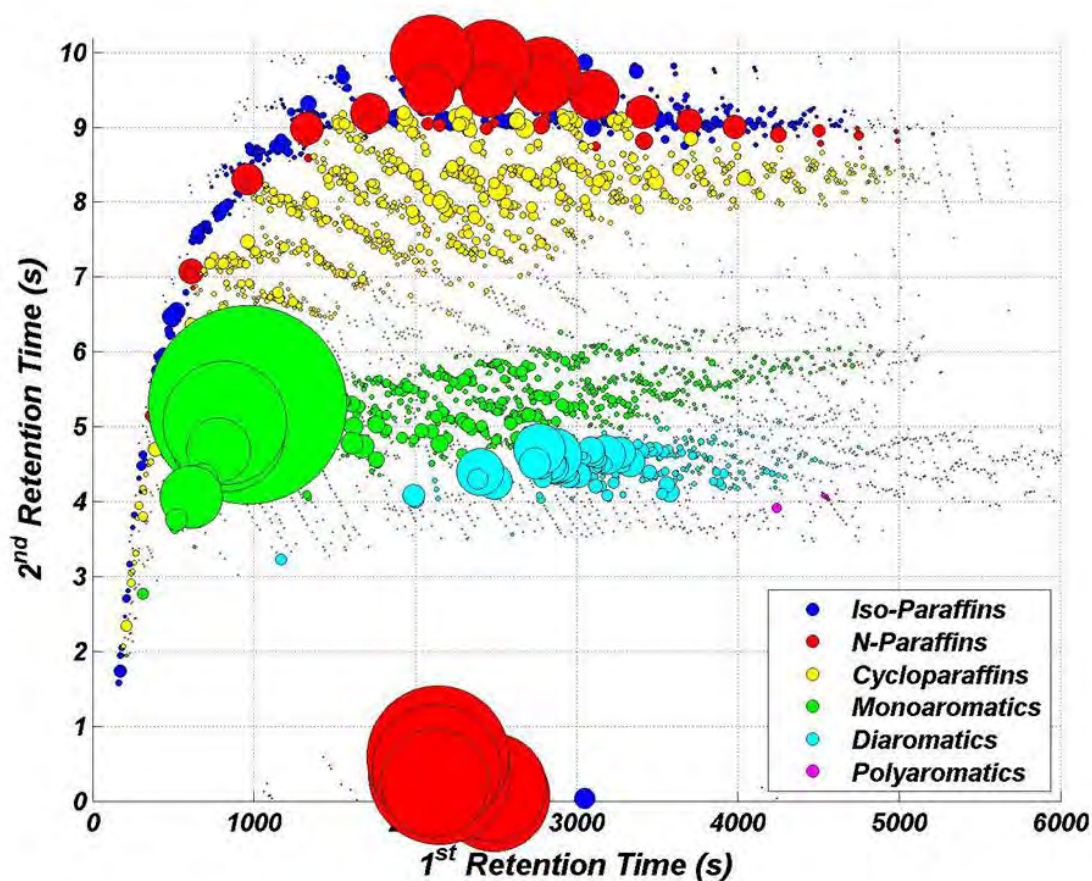 10
9
8
7
6
5
4
3
2
1
0
2nd Retention Time (s)
0 1000 3000 4000 5000 6000
1st Retention Time (s)
Iso-Paraffins
N-Paraffins
Cycloparaffins
Monoaromatics
Diaromatics
Polyaromatics